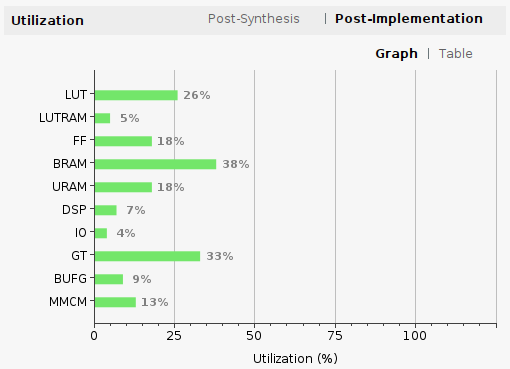 Utilization Post-Synthesis | Post-Implementation
Graph | Table
LUT 26%
LUTRAM 5%
FF 18%
BRAM 38%
URAM 18%
DSP 7%
IO 4%
GT 33%
BUFG 9%
MMCM 13%
0 25 50 75 100
Utilization (%)